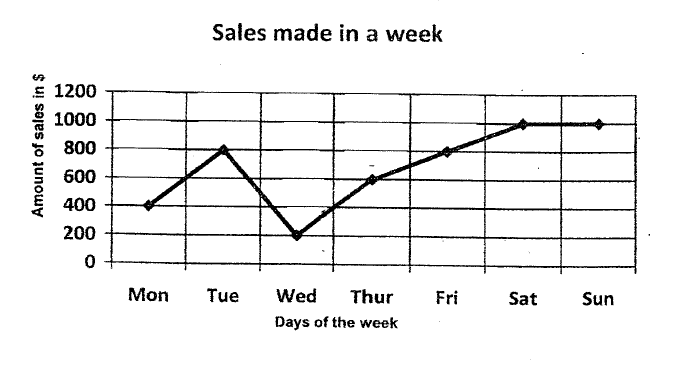 Sales made in a week
Amount of sales in $
1200
1000
800
600
400
200
0
Mon Tue Wed Thur Fri Sat Sun
Days of the week